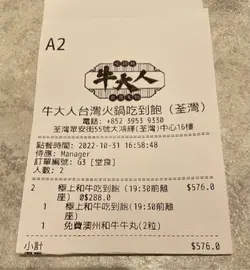 A2
牛大人
牛大人台灣火鍋吃到飽（荃灣）
電話: +852 3953 9330
荃灣眾安街55號大鴻輝(荃灣)中心16樓
點餐時間: 2022-10-31 16:58:48
侍應: Manager
訂單編號: G3 [堂食]
人數: 2
2 極上和牛吃到飽(19:30前離 $576.0
座) @$288.0
1 極上和牛吃到飽(19:30前離
座)
1 免費澳州和牛牛丸(2粒)
小計 $576.0